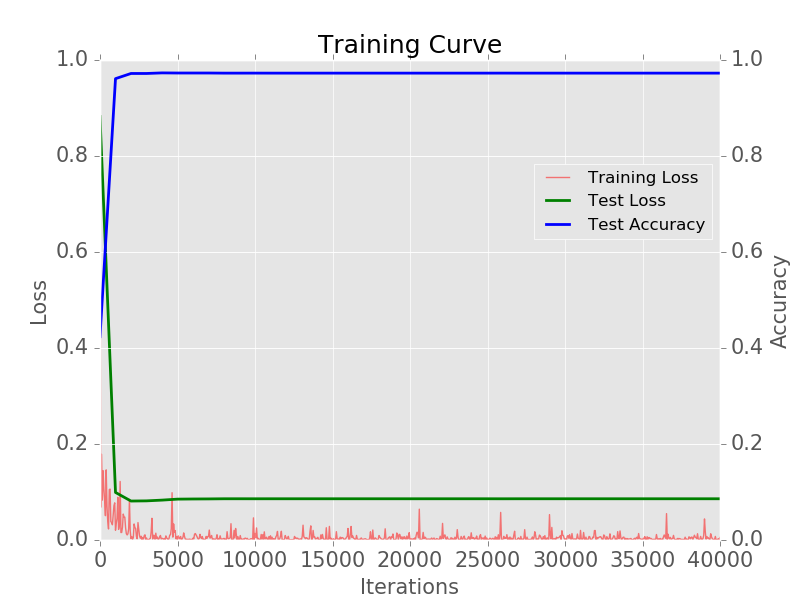 Training Curve
1.0
0.8
0.6
0.4
0.2
0.0
Loss
1.0
0.8
0.6
0.4
0.2
0.0
Accuracy
Training Loss
Test Loss
Test Accuracy
0 5000 10000 15000 20000 25000 30000 35000 40000
Iterations